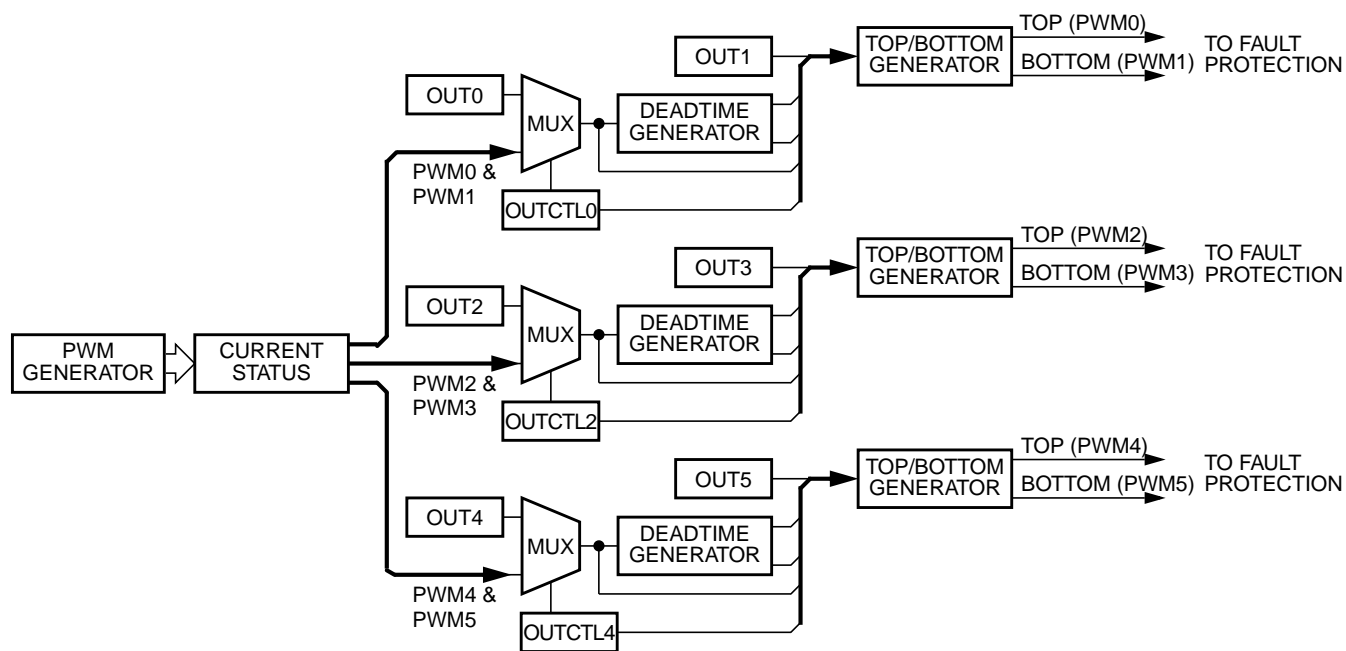 TOP (PWM0)
OUT1
TOP/BOTTOM
GENERATOR
TO FAULT
PROTECTION
BOTTOM (PWM1)
OUT0
MUX
DEADTIME
GENERATOR
PWM0 &
PWM1
OUTCTL0
TOP (PWM2)
OUT3
TOP/BOTTOM
GENERATOR
TO FAULT
PROTECTION
BOTTOM (PWM3)
OUT2
MUX
DEADTIME
GENERATOR
PWM
GENERATOR
CURRENT
STATUS
PWM2 &
PWM3
OUTCTL2
TOP (PWM4)
OUT5
TOP/BOTTOM
GENERATOR
TO FAULT
PROTECTION
BOTTOM (PWM5)
OUT4
MUX
DEADTIME
GENERATOR
PWM4 &
PWM5
OUTCTL4